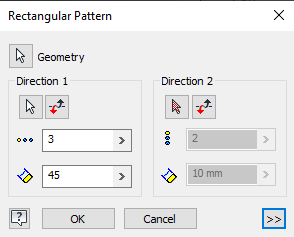 Rectangular Pattern
Geometry
Direction 1
Direction 2
3
2
45
10 mm
?
OK
Cancel
>>